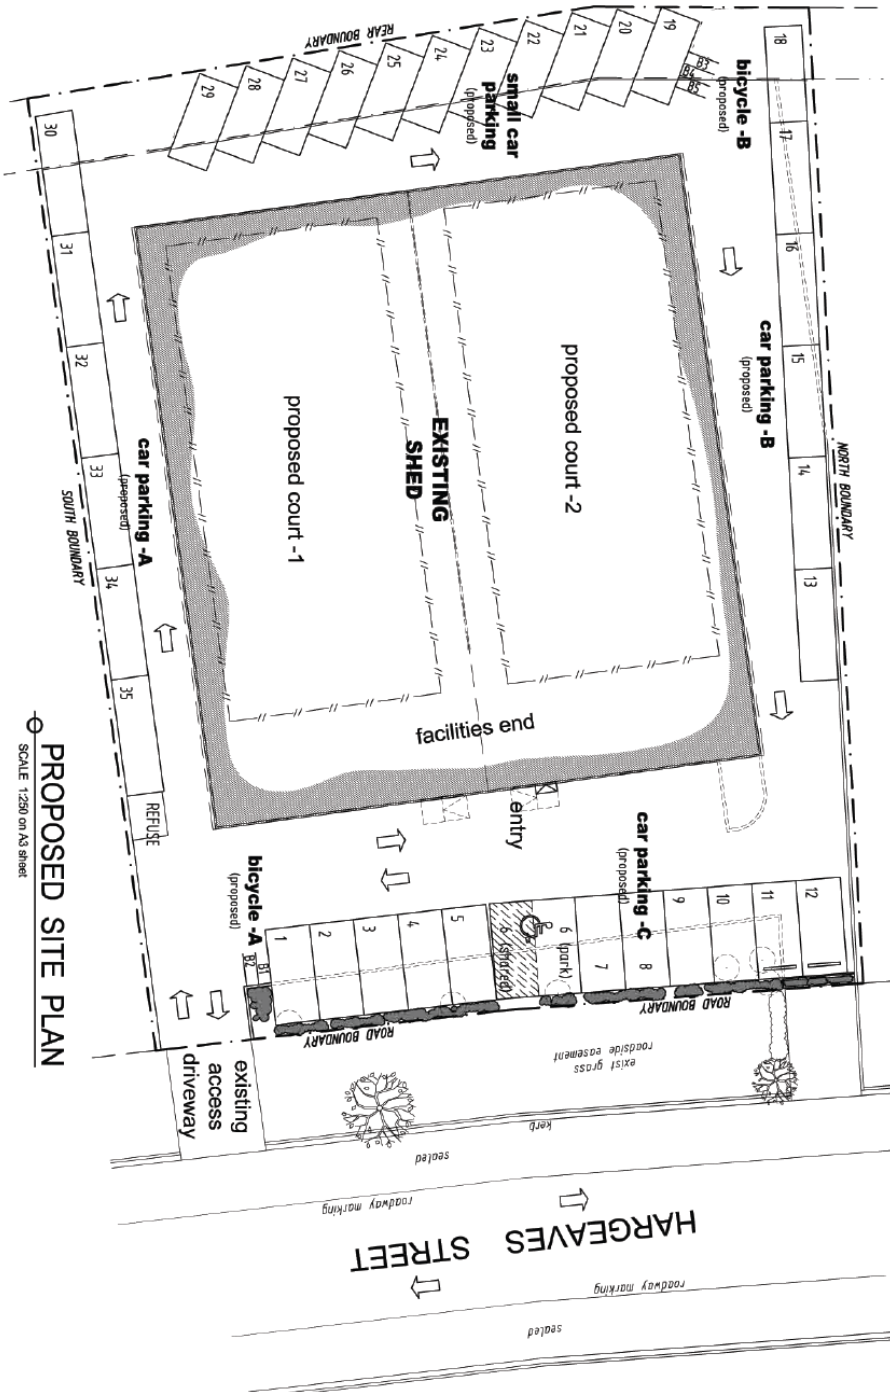 REAR BOUNDARY
19
20
21
22
23
24
25
26
27
28
29
B3
B4
B5
bicycle -B
(proposed)
small car
parking
(proposed)
18
17
16
15
14
13
car parking -B
(proposed)
NORTH BOUNDARY
30
31
32
33
34
35
REFUSE
car parking -A
(proposed)
SOUTH BOUNDARY
proposed court -1
EXISTING
SHED
proposed court -2
facilities end
entry
car parking -C
(proposed)
bicycle -A
(proposed)
B1
B2
1
2
3
4
5
6 (shared)
6 (park)
7
8
9
10
11
12
ROAD BOUNDARY
ROAD BOUNDARY
exist grass
roadside easement
existing
access
driveway
kerb
sealed
roadway marking
HARGEAVES STREET
roadway marking
sealed
PROPOSED SITE PLAN
SCALE 1:250 on A3 sheet